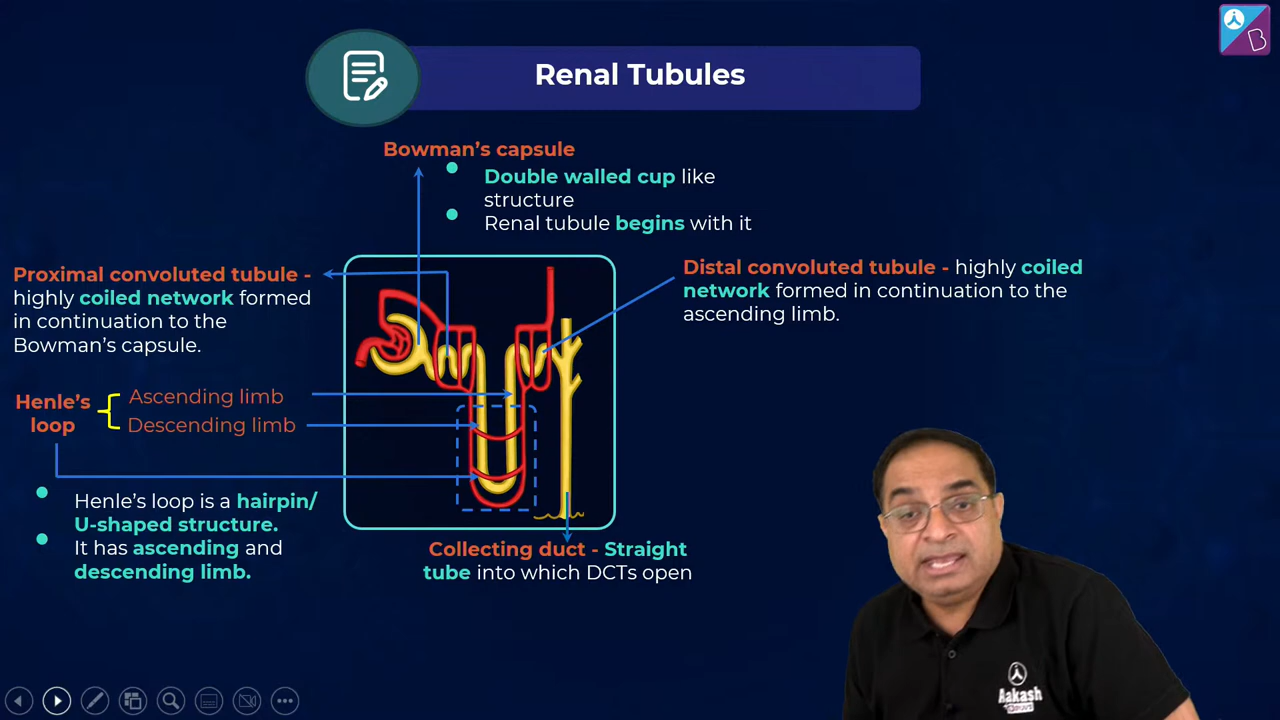 Renal Tubules
Bowman's capsule
Double walled cup like
structure
Renal tubule begins with it
Proximal convoluted tubule -
highly coiled network formed
in continuation to the
Bowman's capsule.
Distal convoluted tubule - highly coiled
network formed in continuation to the
ascending limb.
Henle's
loop
Ascending limb
Descending limb
Henle's loop is a hairpin/
U-shaped structure.
It has ascending and
descending limb.
Collecting duct - Straight
tube into which DCTs open
B
Aakash
BYJU'S